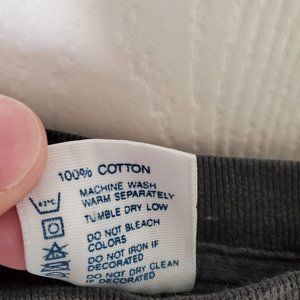 100% COTTON
MACHINE WASH
WARM SEPARATELY
TUMBLE DRY LOW
DO NOT BLEACH
COLORS
DO NOT IRON IF
DECORATED
DO NOT DRY CLEAN
IF DECORATED